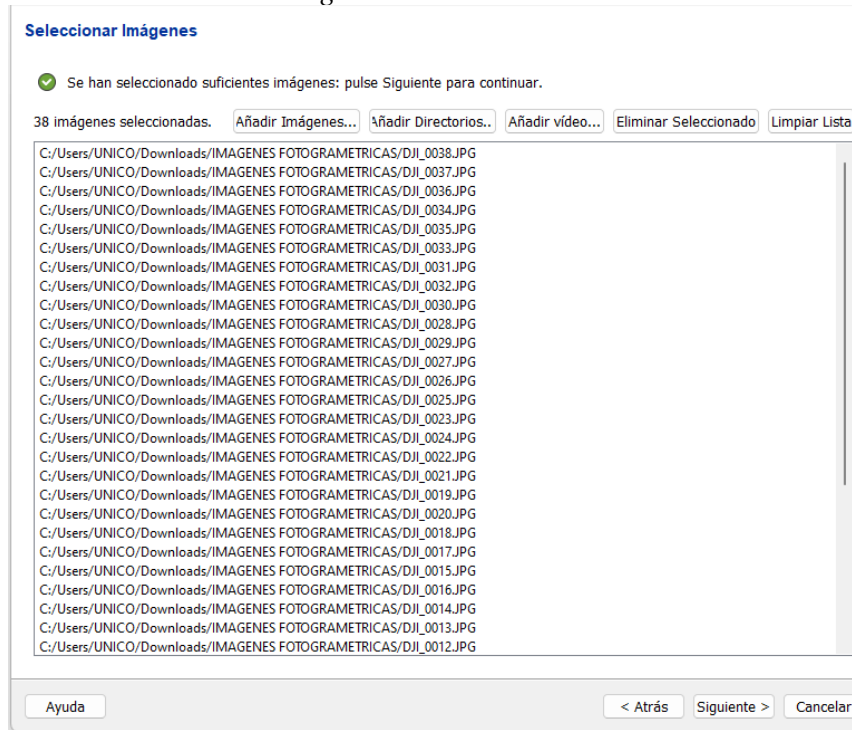 Seleccionar Imágenes
Se han seleccionado suficientes imágenes: pulse Siguiente para continuar.
38 imágenes seleccionadas. Añadir Imágenes... Añadir Directorios.. Añadir vídeo... Eliminar Seleccionado Limpiar Lista
C:/Users/UNICO/Downloads/IMAGENES FOTOGRAMETRICAS/DJI_0038.JPG
C:/Users/UNICO/Downloads/IMAGENES FOTOGRAMETRICAS/DJI_0037.JPG
C:/Users/UNICO/Downloads/IMAGENES FOTOGRAMETRICAS/DJI_0036.JPG
C:/Users/UNICO/Downloads/IMAGENES FOTOGRAMETRICAS/DJI_0034.JPG
C:/Users/UNICO/Downloads/IMAGENES FOTOGRAMETRICAS/DJI_0035.JPG
C:/Users/UNICO/Downloads/IMAGENES FOTOGRAMETRICAS/DJI_0033.JPG
C:/Users/UNICO/Downloads/IMAGENES FOTOGRAMETRICAS/DJI_0031.JPG
C:/Users/UNICO/Downloads/IMAGENES FOTOGRAMETRICAS/DJI_0032.JPG
C:/Users/UNICO/Downloads/IMAGENES FOTOGRAMETRICAS/DJI_0030.JPG
C:/Users/UNICO/Downloads/IMAGENES FOTOGRAMETRICAS/DJI_0028.JPG
C:/Users/UNICO/Downloads/IMAGENES FOTOGRAMETRICAS/DJI_0029.JPG
C:/Users/UNICO/Downloads/IMAGENES FOTOGRAMETRICAS/DJI_0027.JPG
C:/Users/UNICO/Downloads/IMAGENES FOTOGRAMETRICAS/DJI_0026.JPG
C:/Users/UNICO/Downloads/IMAGENES FOTOGRAMETRICAS/DJI_0025.JPG
C:/Users/UNICO/Downloads/IMAGENES FOTOGRAMETRICAS/DJI_0023.JPG
C:/Users/UNICO/Downloads/IMAGENES FOTOGRAMETRICAS/DJI_0024.JPG
C:/Users/UNICO/Downloads/IMAGENES FOTOGRAMETRICAS/DJI_0022.JPG
C:/Users/UNICO/Downloads/IMAGENES FOTOGRAMETRICAS/DJI_0021.JPG
C:/Users/UNICO/Downloads/IMAGENES FOTOGRAMETRICAS/DJI_0019.JPG
C:/Users/UNICO/Downloads/IMAGENES FOTOGRAMETRICAS/DJI_0020.JPG
C:/Users/UNICO/Downloads/IMAGENES FOTOGRAMETRICAS/DJI_0018.JPG
C:/Users/UNICO/Downloads/IMAGENES FOTOGRAMETRICAS/DJI_0017.JPG
C:/Users/UNICO/Downloads/IMAGENES FOTOGRAMETRICAS/DJI_0015.JPG
C:/Users/UNICO/Downloads/IMAGENES FOTOGRAMETRICAS/DJI_0016.JPG
C:/Users/UNICO/Downloads/IMAGENES FOTOGRAMETRICAS/DJI_0014.JPG
C:/Users/UNICO/Downloads/IMAGENES FOTOGRAMETRICAS/DJI_0013.JPG
C:/Users/UNICO/Downloads/IMAGENES FOTOGRAMETRICAS/DJI_0012.JPG
Ayuda < Atrás Siguiente > Cancelar